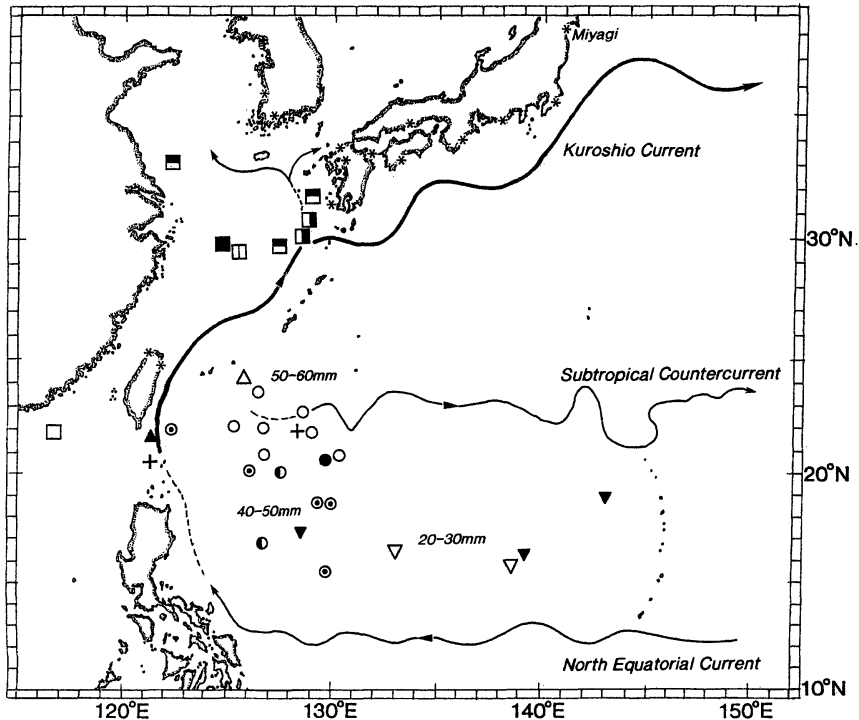 Miyagi
Kuroshio Current
30°N
50-60mm
Subtropical Countercurrent
20°N
40-50mm
20-30mm
North Equatorial Current
10°N
120°E 130°E 140°E 150°E